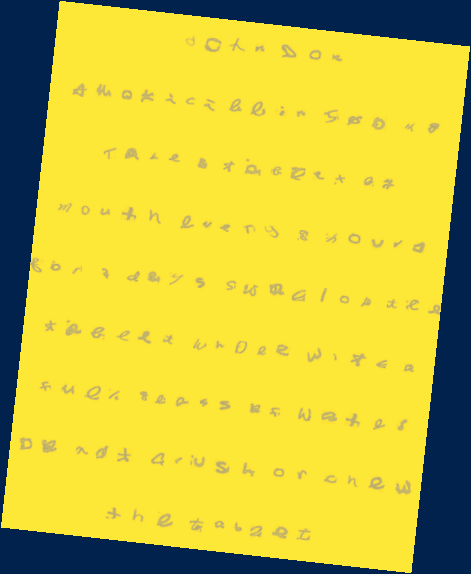 John Doe
Amoxicillin 500 mg
Take tablet by
mouth every 8 hours
for 7 days swallow the
tablet whole with a
full glass of water
Do not crush or chew
the tablet